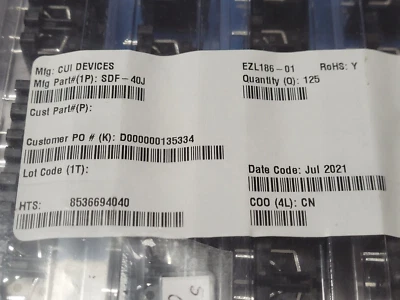 Mfg: CUI DEVICES
EZL186-01 RoHS: Y
Mfg Part#(1P): SDF-40J
Quantity (Q): 125
Cust Part#(P):
Customer PO # (K): D000000135334
Lot Code (1T):
Date Code: Jul 2021
HTS: 8536694040
COO (4L): CN